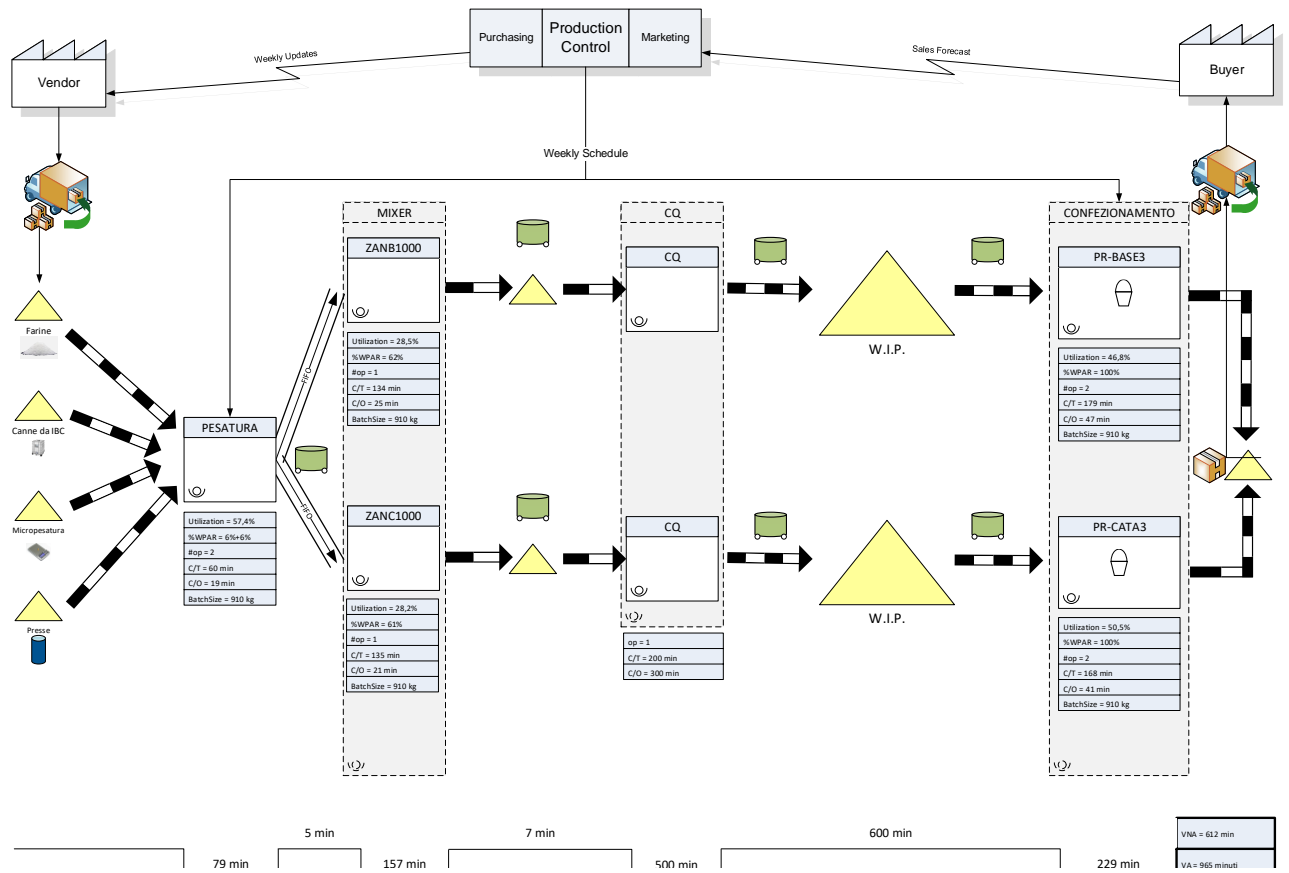 Purchasing
Production
Control
Marketing
Weekly Updates
Sales Forecast
Vendor
Buyer
Weekly Schedule
MIXER
CQ
CONFEZIONAMENTO
ZANB1000
CQ
PR-BASE3
Farine
FIFO
W.I.P.
Utilization = 28,5%
%WPAR = 62%
#op = 1
C/T = 134 min
C/O = 25 min
BatchSize = 910 kg
Utilization = 46,8%
%WPAR = 100%
#op = 2
C/T = 179 min
C/O = 47 min
BatchSize = 910 kg
Canne da IBC
PESATURA
Micropesatura
FIFO
Utilization = 57,4%
%WPAR = 6%+6%
#op = 2
C/T = 60 min
C/O = 19 min
BatchSize = 910 kg
Presse
ZANC1000
CQ
PR-CATA3
W.I.P.
Utilization = 28,2%
%WPAR = 61%
#op = 1
C/T = 135 min
C/O = 21 min
BatchSize = 910 kg
op = 1
C/T = 200 min
C/O = 300 min
Utilization = 50,5%
%WPAR = 100%
#op = 2
C/T = 168 min
C/O = 41 min
BatchSize = 910 kg
5 min
7 min
600 min
VNA = 612 min
79 min
157 min
500 min
229 min
VA = 965 minuti